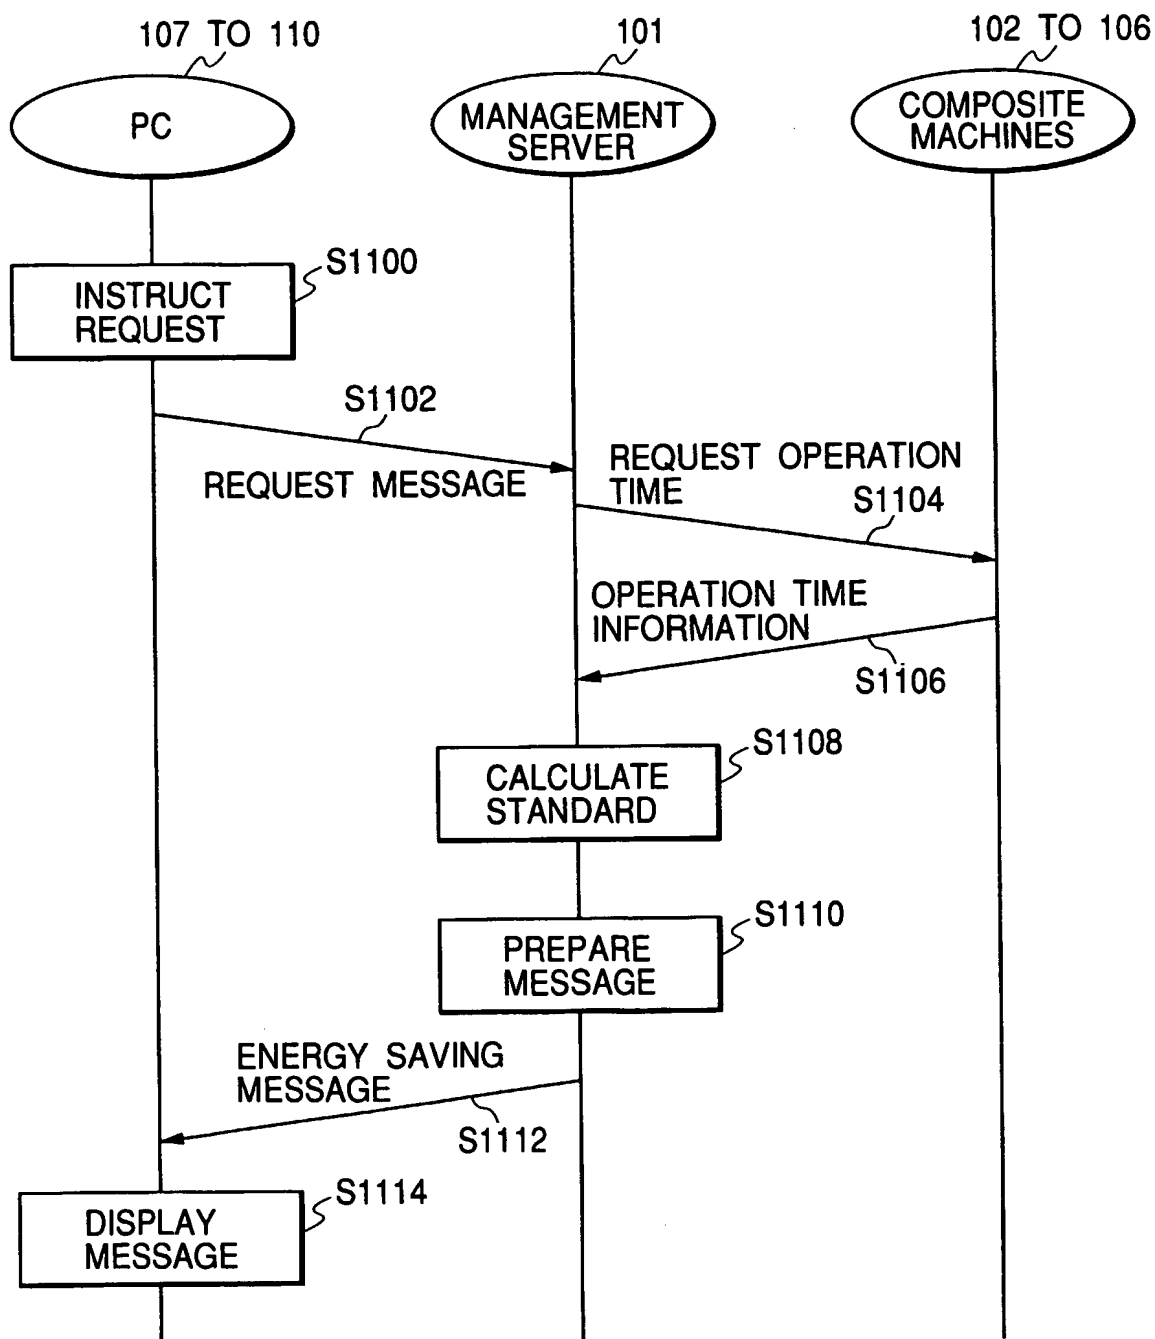 107 TO 110
101
102 TO 106
PC
MANAGEMENT
SERVER
COMPOSITE
MACHINES
S1100
INSTRUCT
REQUEST
S1102
REQUEST MESSAGE
REQUEST OPERATION
TIME
S1104
OPERATION TIME
INFORMATION
S1106
S1108
CALCULATE
STANDARD
S1110
PREPARE
MESSAGE
ENERGY SAVING
MESSAGE
S1112
S1114
DISPLAY
MESSAGE